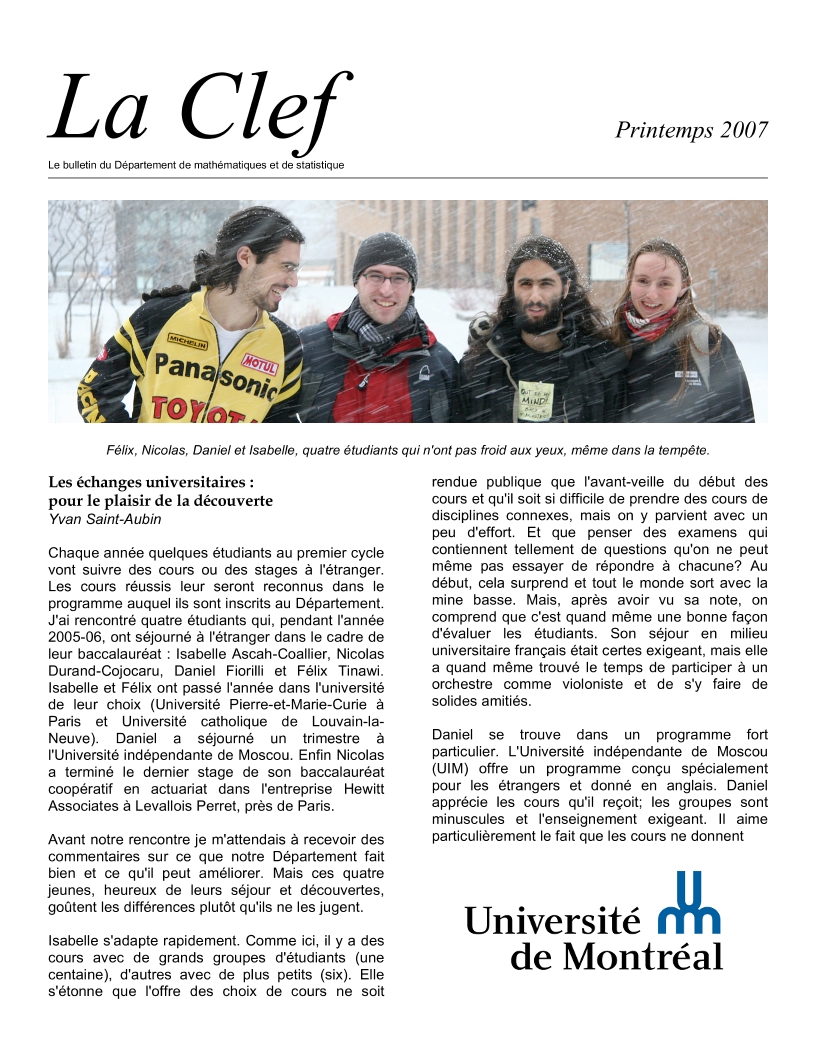 La Clef
Printemps 2007
Le bulletin du Département de mathématiques et de statistique
MICHELIN
Panasonic
MOTUL
TOYOTA
RACING
OUT OF MY
MIND
Félix, Nicolas, Daniel et Isabelle, quatre étudiants qui n'ont pas froid aux yeux, même dans la tempête.
Les échanges universitaires :
pour le plaisir de la découverte
Yvan Saint-Aubin
Chaque année quelques étudiants au premier cycle
vont suivre des cours ou des stages à l'étranger.
Les cours réussis leur seront reconnus dans le
programme auquel ils sont inscrits au Département.
J'ai rencontré quatre étudiants qui, pendant l'année
2005-06, ont séjourné à l'étranger dans le cadre de
leur baccalauréat : Isabelle Ascah-Coallier, Nicolas
Durand-Cojocaru, Daniel Fiorilli et Félix Tinawi.
Isabelle et Félix ont passé l'année dans l'université
de leur choix (Université Pierre-et-Marie-Curie à
Paris et Université catholique de Louvain-la-
Neuve). Daniel a séjourné un trimestre à
l'Université indépendante de Moscou. Enfin Nicolas
a terminé le dernier stage de son baccalauréat
coopératif en actuariat dans l'entreprise Hewitt
Associates à Levallois Perret, près de Paris.
Avant notre rencontre je m'attendais à recevoir des
commentaires sur ce que notre Département fait
bien et ce qu'il peut améliorer. Mais ces quatre
jeunes, heureux de leurs séjour et découvertes,
goûtent les différences plutôt qu'ils ne les jugent.
Isabelle s'adapte rapidement. Comme ici, il y a des
cours avec de grands groupes d'étudiants (une
centaine), d'autres avec de plus petits (six). Elle
s'étonne que l'offre des choix de cours ne soit
rendue publique que l'avant-veille du début des
cours et qu'il soit si difficile de prendre des cours de
disciplines connexes, mais on y parvient avec un
peu d'effort. Et que penser des examens qui
contiennent tellement de questions qu'on ne peut
même pas essayer de répondre à chacune? Au
début, cela surprend et tout le monde sort avec la
mine basse. Mais, après avoir vu sa note, on
comprend que c'est quand même une bonne façon
d'évaluer les étudiants. Son séjour en milieu
universitaire français était certes exigeant, mais elle
a quand même trouvé le temps de participer à un
orchestre comme violoniste et de s'y faire de
solides amitiés.
Daniel se trouve dans un programme fort
particulier. L'Université indépendante de Moscou
(UIM) offre un programme conçu spécialement
pour les étrangers et donné en anglais. Daniel
apprécie les cours qu'il reçoit; les groupes sont
minuscules et l'enseignement exigeant. Il aime
particulièrement le fait que les cours ne donnent
Université
de Montréal